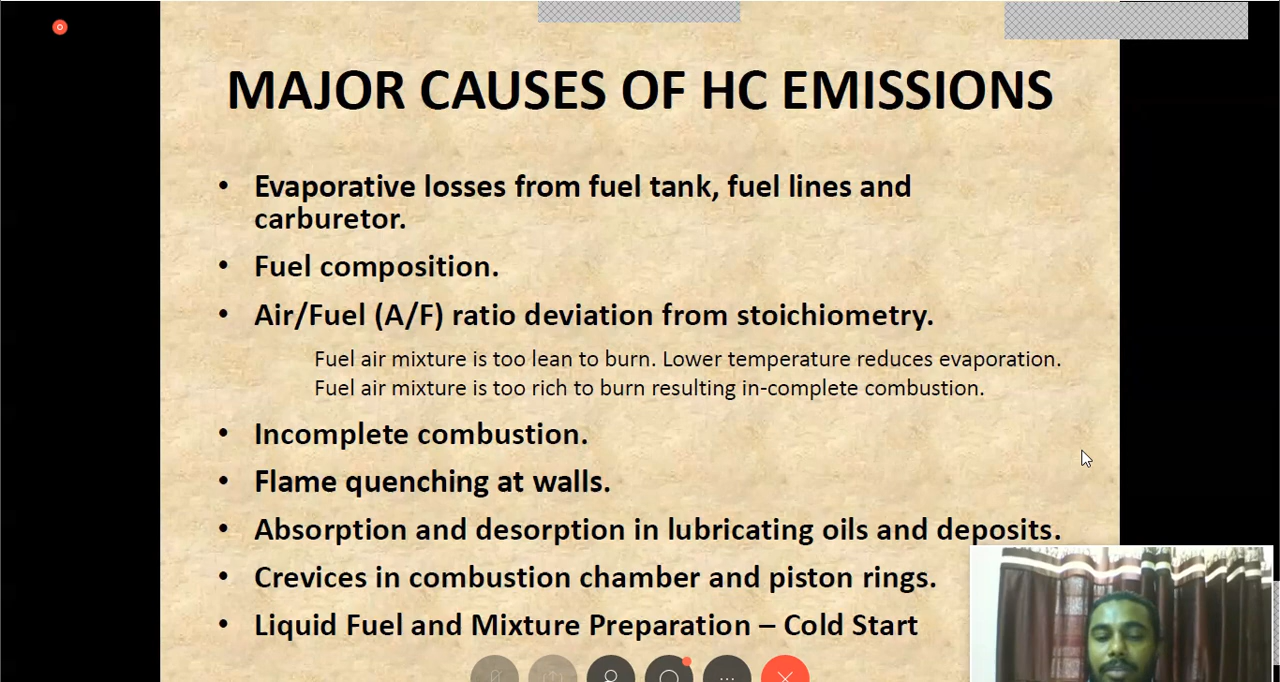 MAJOR CAUSES OF HC EMISSIONS
• Evaporative losses from fuel tank, fuel lines and
carburetor.
• Fuel composition.
• Air/Fuel (A/F) ratio deviation from stoichiometry.
Fuel air mixture is too lean to burn. Lower temperature reduces evaporation.
Fuel air mixture is too rich to burn resulting in-complete combustion.
• Incomplete combustion.
• Flame quenching at walls.
• Absorption and desorption in lubricating oils and deposits.
• Crevices in combustion chamber and piston rings.
• Liquid Fuel and Mixture Preparation – Cold Start